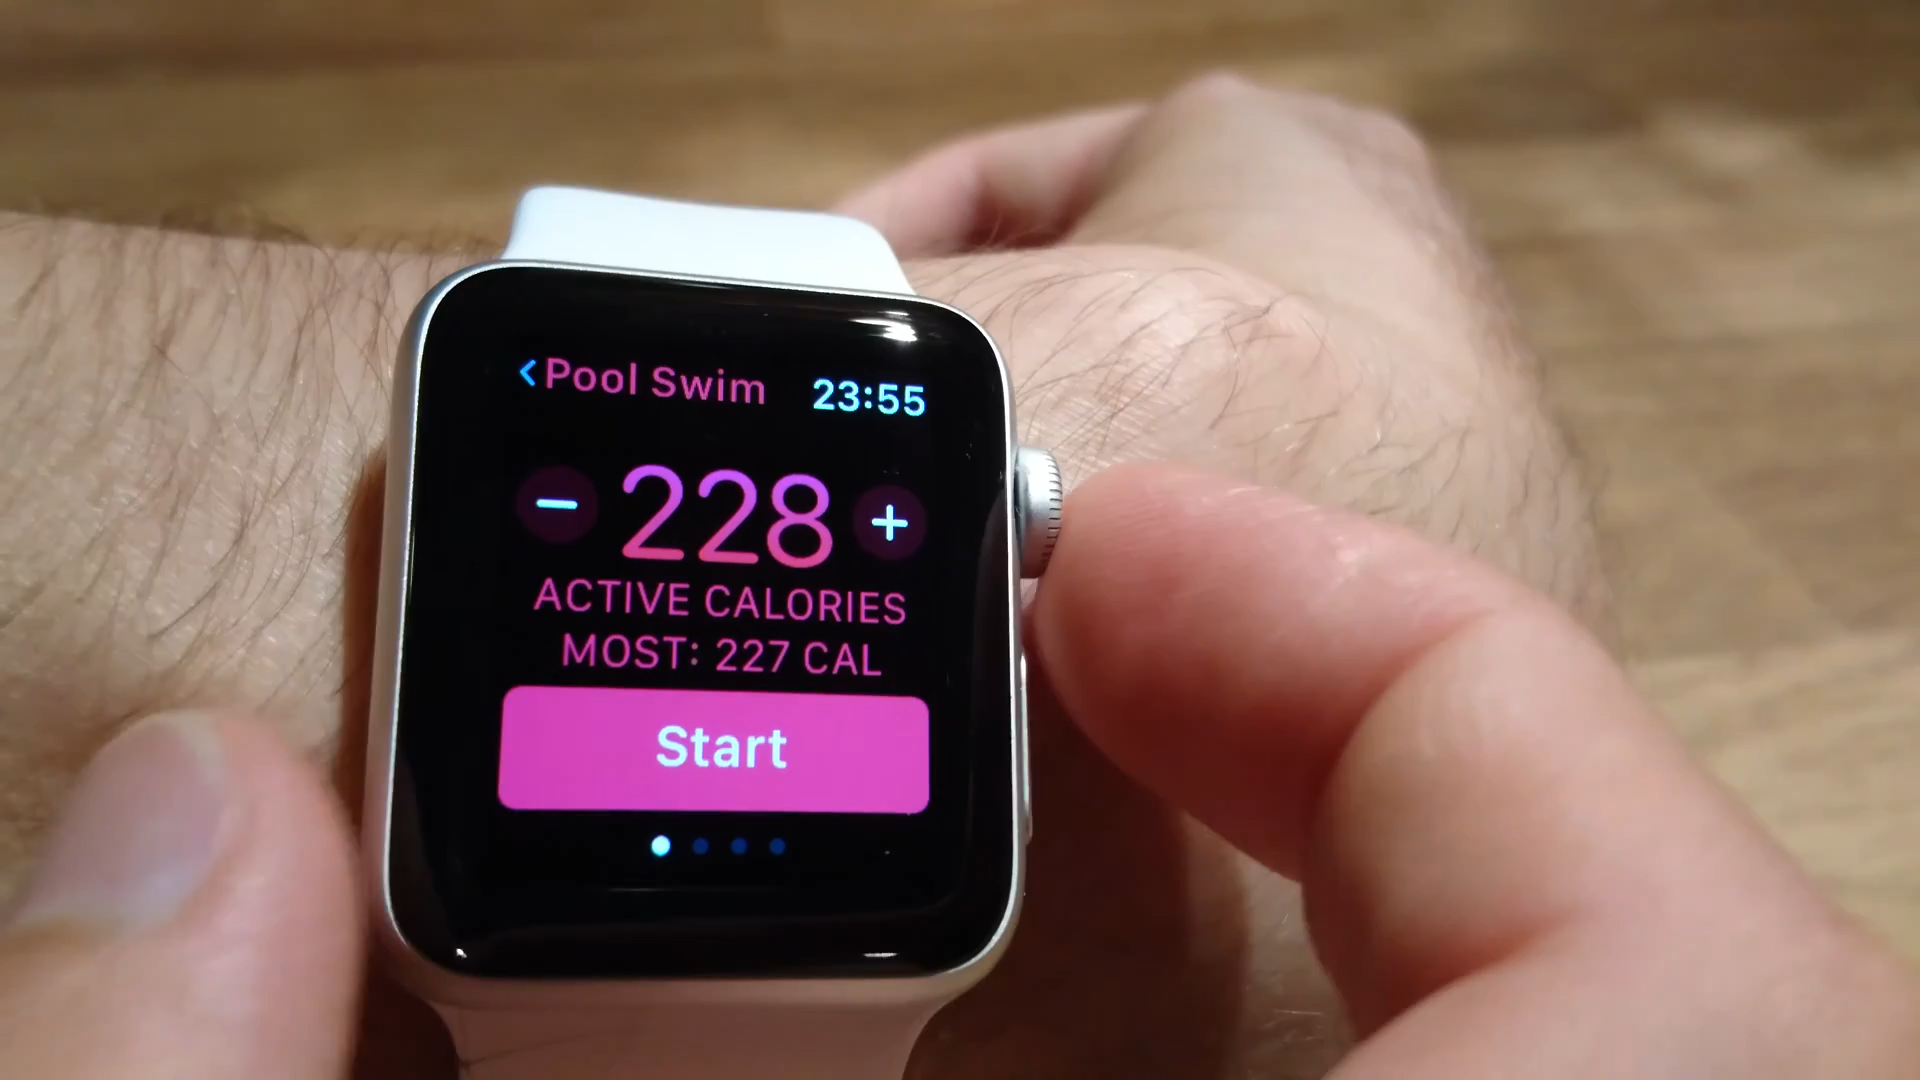 <Pool Swim 23:55
− 228 +
ACTIVE CALORIES
MOST: 227 CAL
Start